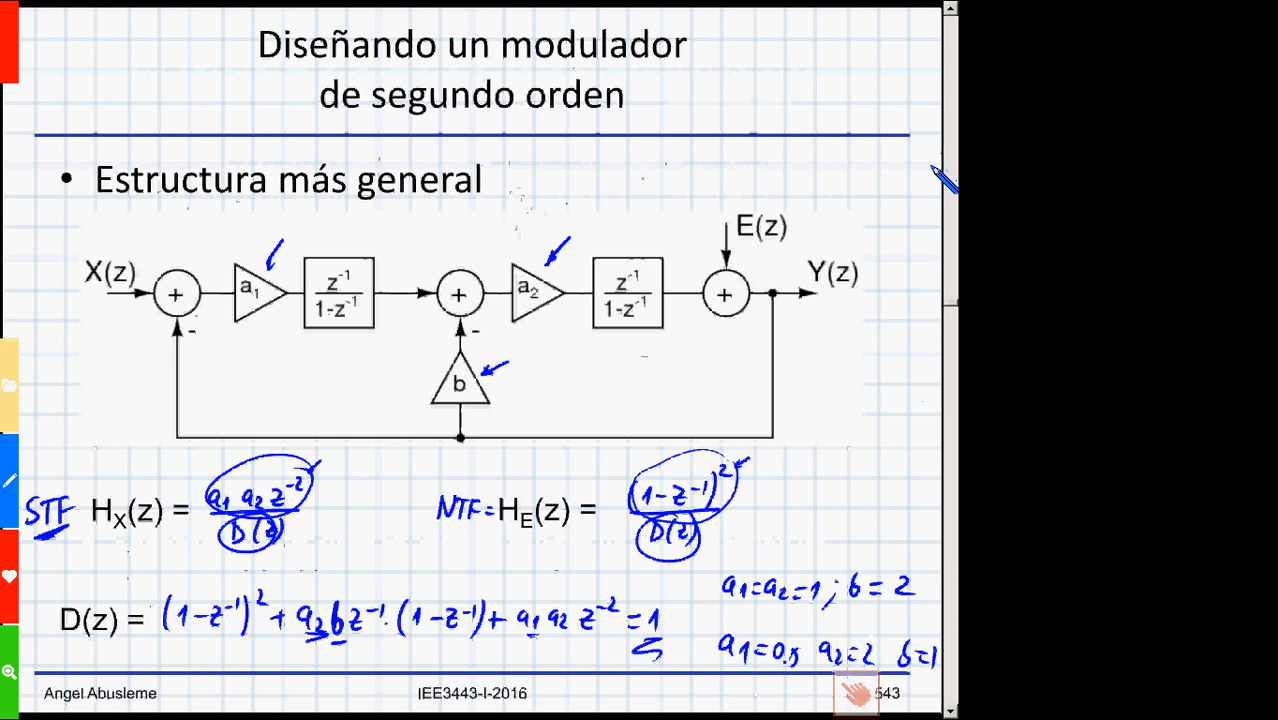 Diseñando un modulador
de segundo orden
• Estructura más general
E(z)
X(z) + a₁ z⁻¹ + a₂ z⁻¹ + Y(z)
1-z⁻¹ 1-z⁻¹
- -
b
STF Hₓ(z) = a₁ a₂ z⁻² / D(z) NTF = H_E(z) = (1-z⁻¹)² / D(z)
a₁=a₂=1; b=2
D(z) = (1-z⁻¹)² + a₂bz⁻¹·(1-z⁻¹)+ a₁ a₂ z⁻² = 1
a₁=0.5 a₂=2 b=1
Angel Abusleme IEE3443-I-2016 543